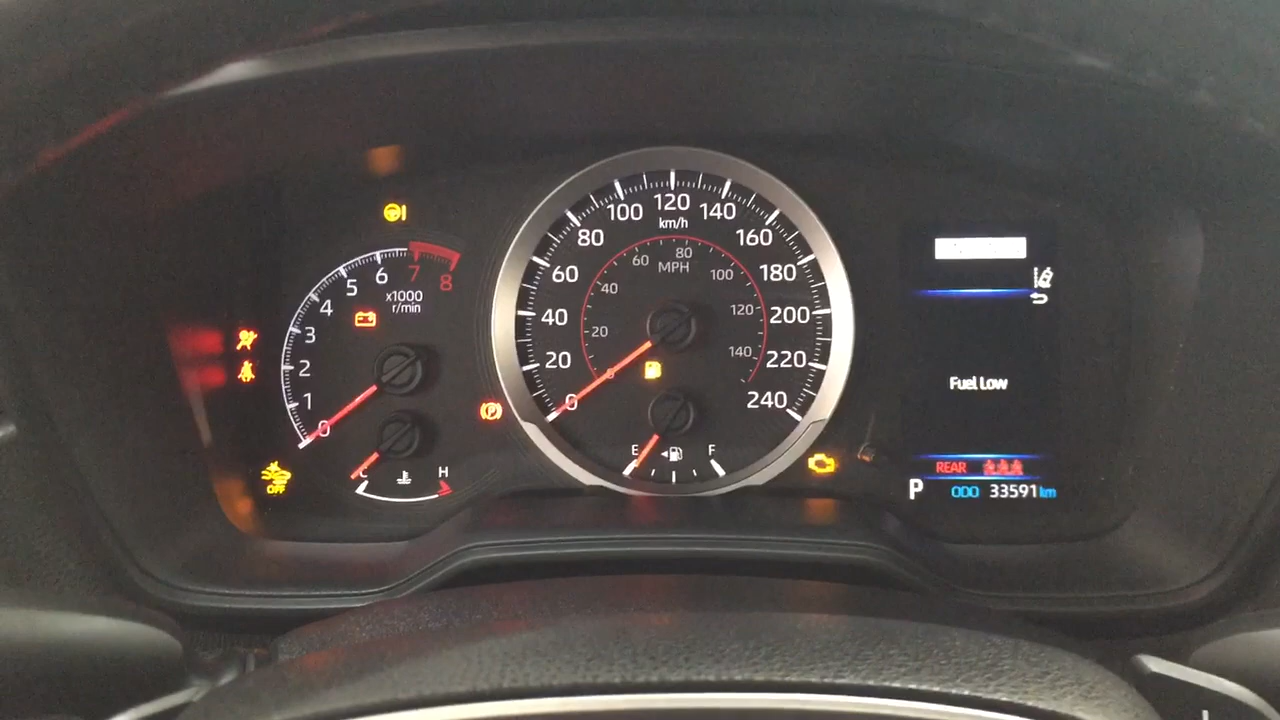 0 1 2 3 4 5 6 7 8
x1000
r/min
C H
OFF
P
0 20 40 60 80 100 120 140 160 180 200 220 240
km/h
0 20 40 60 80 100 120 140
MPH
E F
Fuel Low
REAR
P ODO 33591 km